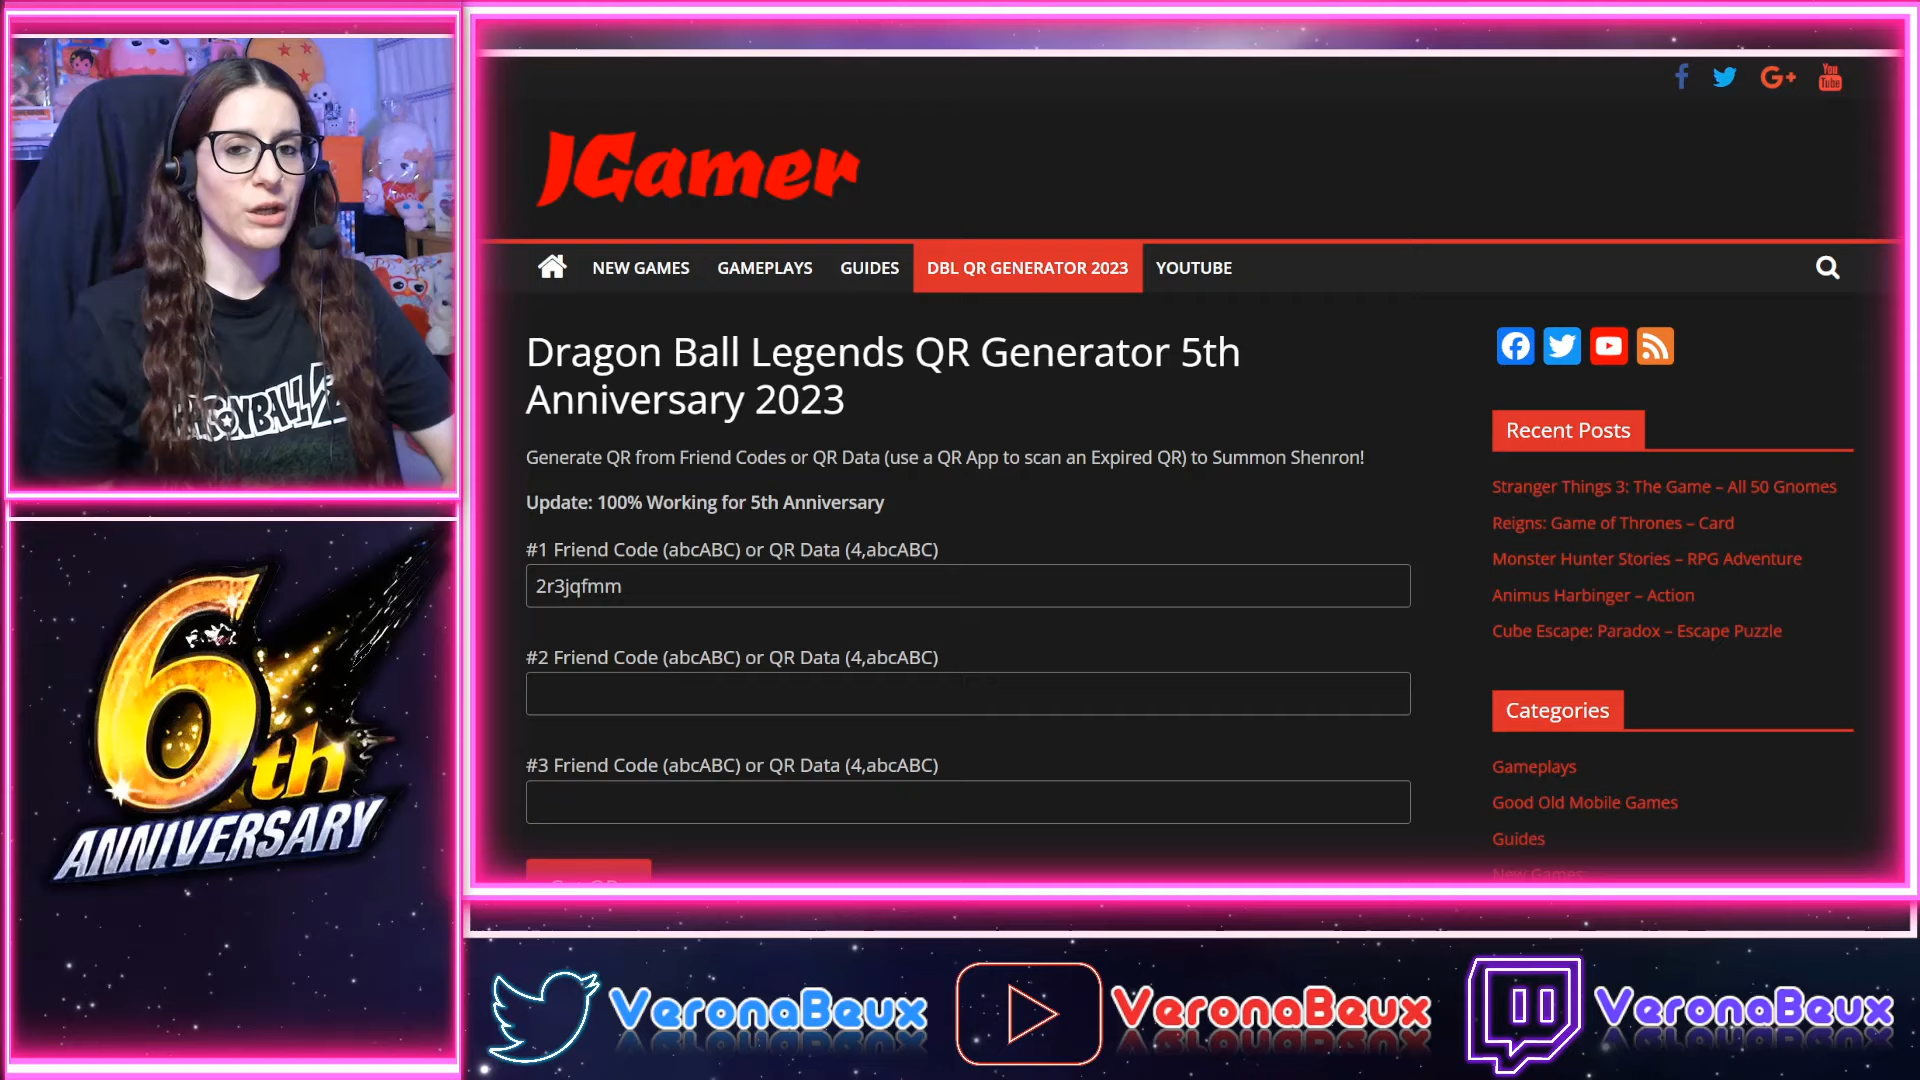 JGamer
NEW GAMES
GAMEPLAYS
GUIDES
DBL QR GENERATOR 2023
YOUTUBE
Dragon Ball Legends QR Generator 5th
Anniversary 2023
Generate QR from Friend Codes or QR Data (use a QR App to scan an Expired QR) to Summon Shenron!
Update: 100% Working for 5th Anniversary
#1 Friend Code (abcABC) or QR Data (4,abcABC)
2r3jqfmm
#2 Friend Code (abcABC) or QR Data (4,abcABC)
#3 Friend Code (abcABC) or QR Data (4,abcABC)
G+
You
Tube
Recent Posts
Stranger Things 3: The Game – All 50 Gnomes
Reigns: Game of Thrones – Card
Monster Hunter Stories – RPG Adventure
Animus Harbinger – Action
Cube Escape: Paradox – Escape Puzzle
Categories
Gameplays
Good Old Mobile Games
Guides
New Games
6th
ANNIVERSARY
VeronaBeux
VeronaBeux
VeronaBeux